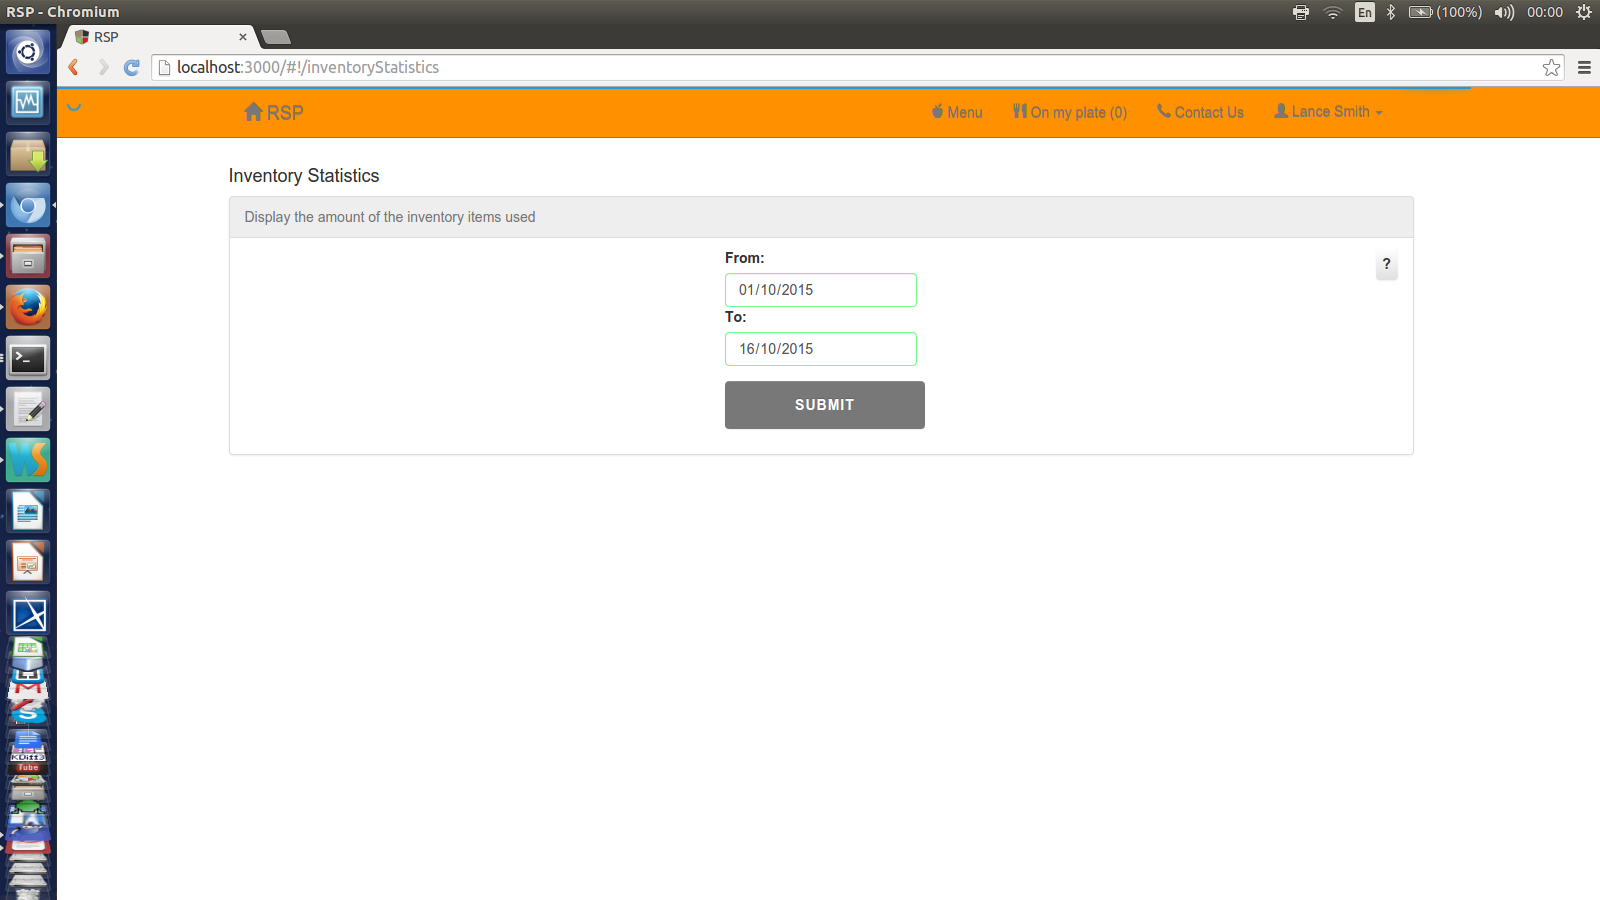 RSP - Chromium
En
(100%)
00:00
RSP
localhost:3000/#!/inventoryStatistics
RSP
Menu
On my plate (0)
Contact Us
Lance Smith
Inventory Statistics
Display the amount of the inventory items used
From:
?
01/10/2015
To:
16/10/2015
SUBMIT
KDiff3
Tube